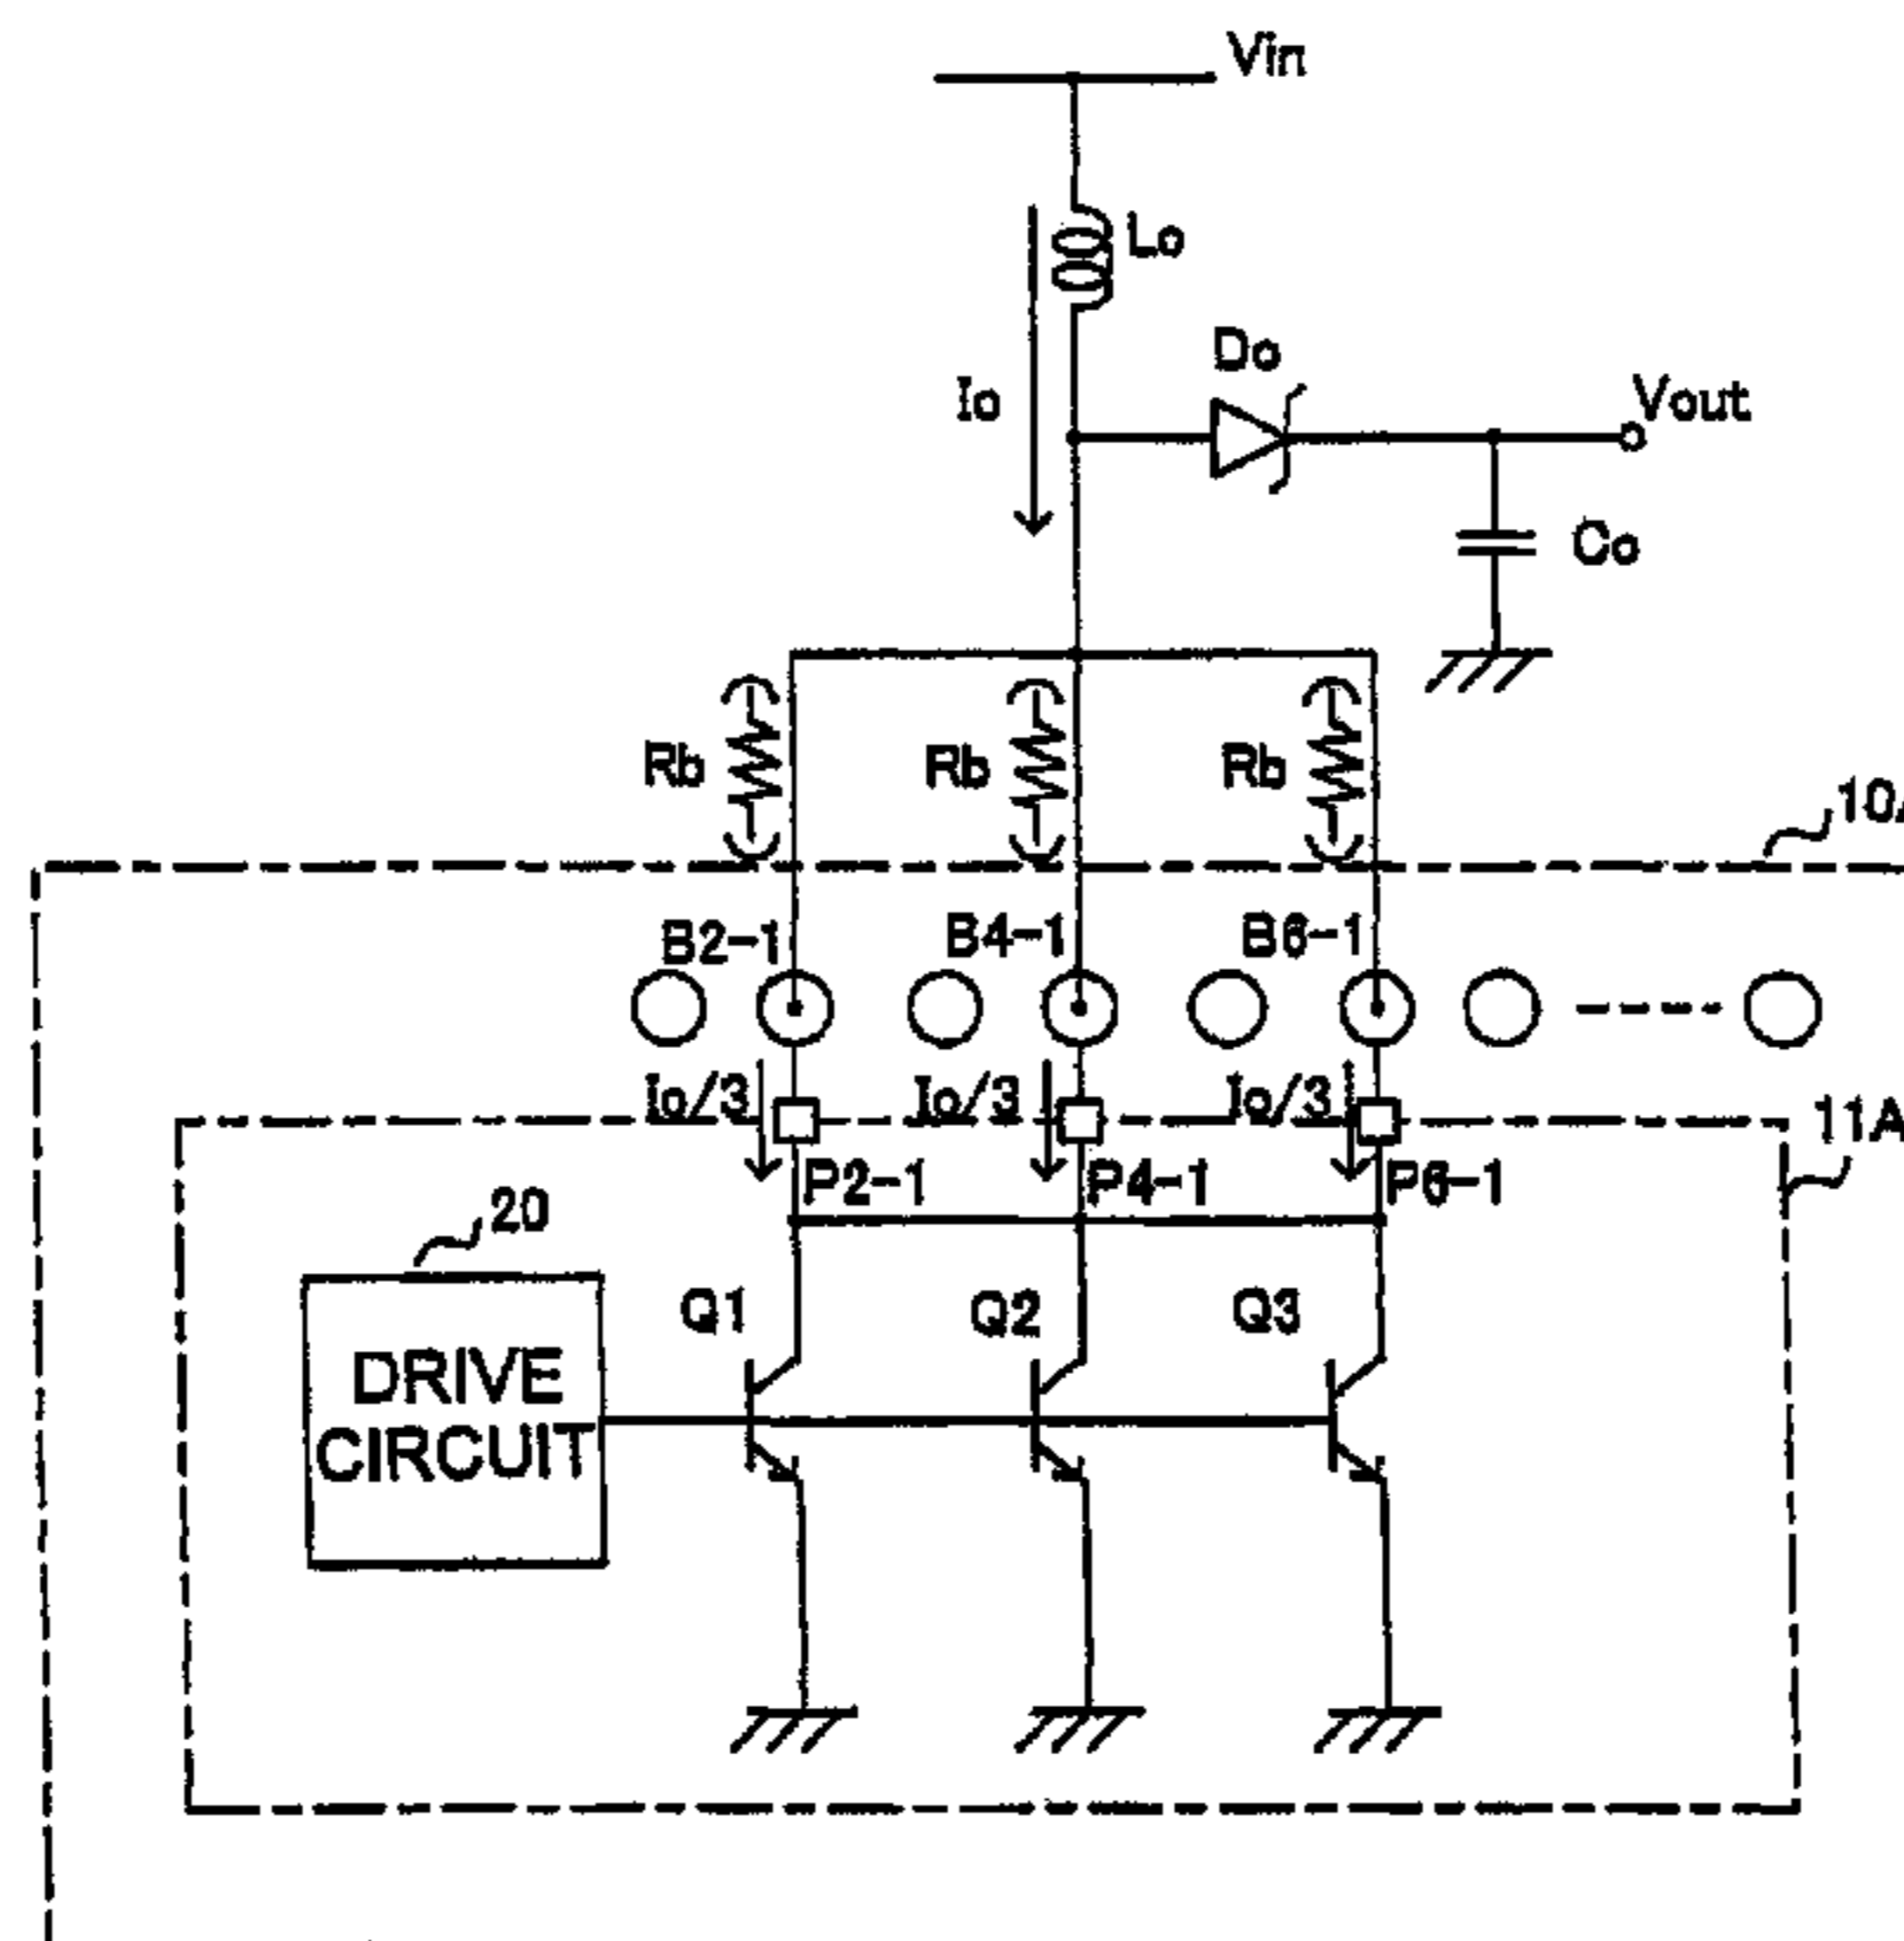 Vin
Lo
Do
Io
Vout
Co
Rb
Rb
Rb
B2-1
B4-1
B6-1
Io/3
Io/3
Io/3
11A
P2-1
P4-1
P6-1
20
Q1
Q2
Q3
DRIVE
CIRCUIT